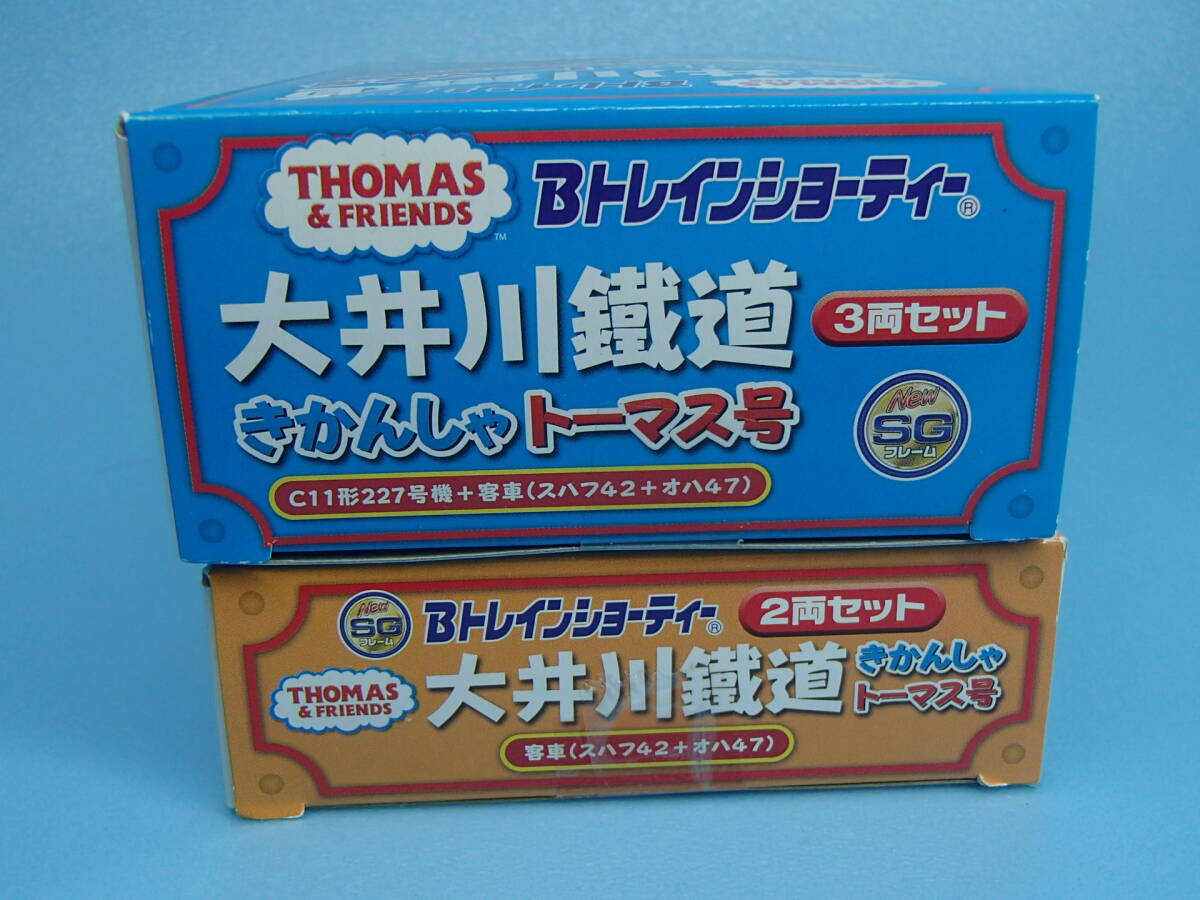 THOMAS
& FRIENDS
TM
Bトレインショーティー®
大井川鐵道
3両セット
きかんしゃトーマス号
New
SG
フレーム
C11形227号機+客車(スハフ42+オハ47)
New
SG
フレーム
Bトレインショーティー®
2両セット
THOMAS
& FRIENDS
大井川鐵道
きかんしゃ
トーマス号
客車(スハフ42+オハ47)